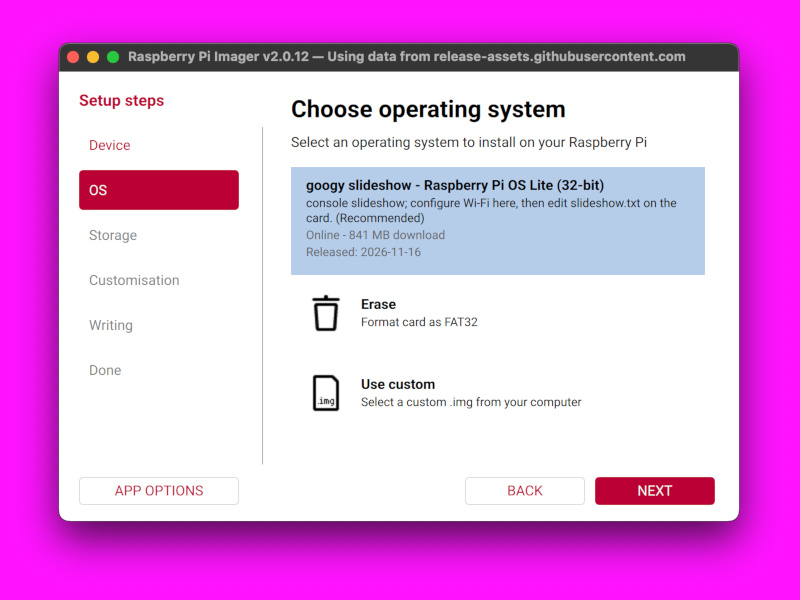 Raspberry Pi Imager v2.0.12 — Using data from release-assets.githubusercontent.com
Setup steps
Device
OS
Storage
Customisation
Writing
Done
APP OPTIONS
Choose operating system
Select an operating system to install on your Raspberry Pi
googy slideshow - Raspberry Pi OS Lite (32-bit)
console slideshow; configure Wi-Fi here, then edit slideshow.txt on the
card. (Recommended)
Online - 841 MB download
Released: 2026-11-16
Erase
Format card as FAT32
.img
Use custom
Select a custom .img from your computer
BACK
NEXT